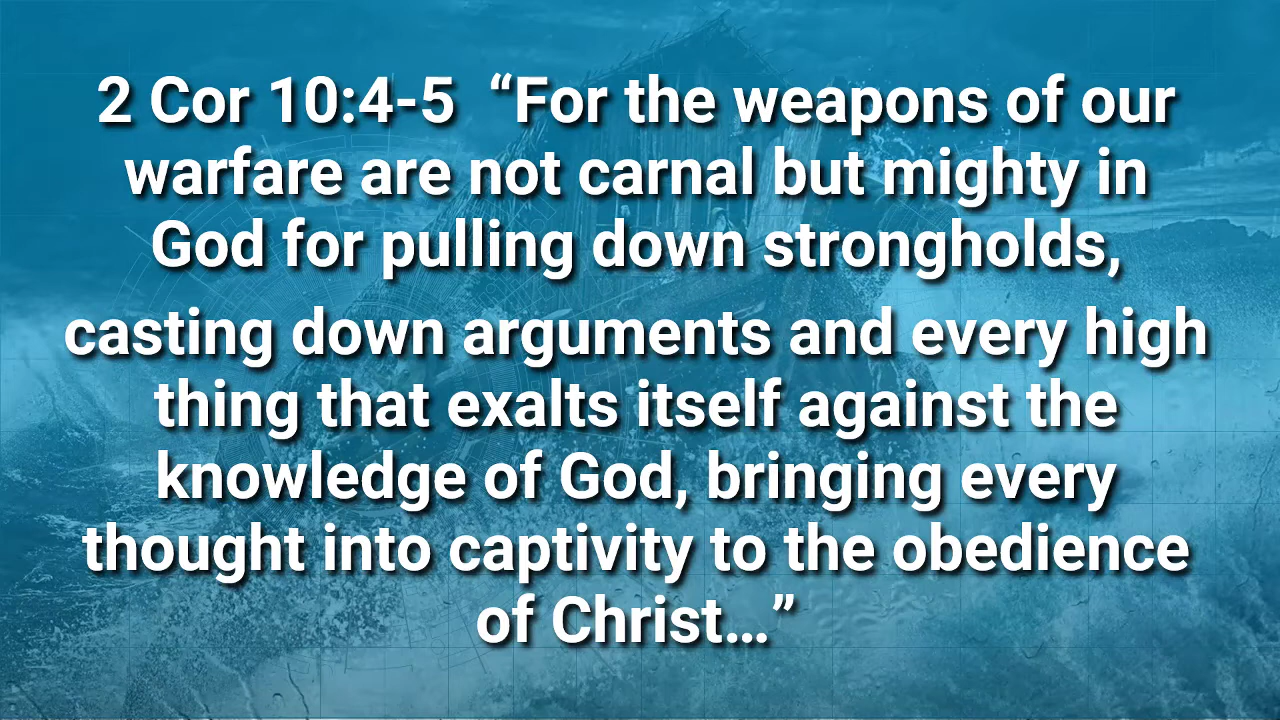 2 Cor 10:4-5  “For the weapons of our
warfare are not carnal but mighty in
God for pulling down strongholds,
casting down arguments and every high
thing that exalts itself against the
knowledge of God, bringing every
thought into captivity to the obedience
of Christ…”